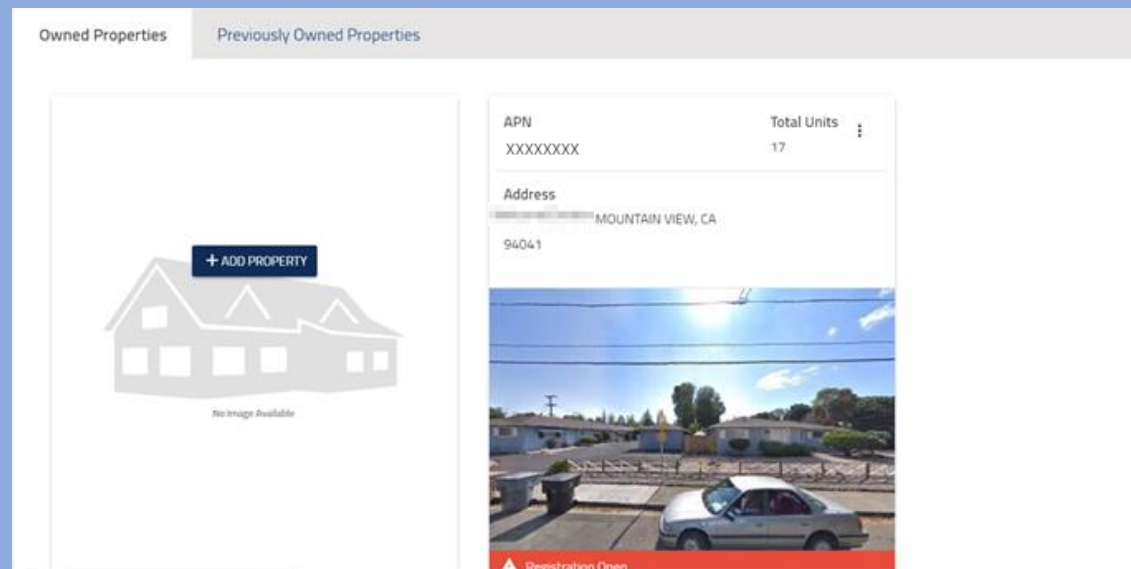 Owned Properties
Previously Owned Properties
+ ADD PROPERTY
No Image Available
APN
Total Units
XXXXXXXX
17
Address
MOUNTAIN VIEW, CA
94041
Registration Open